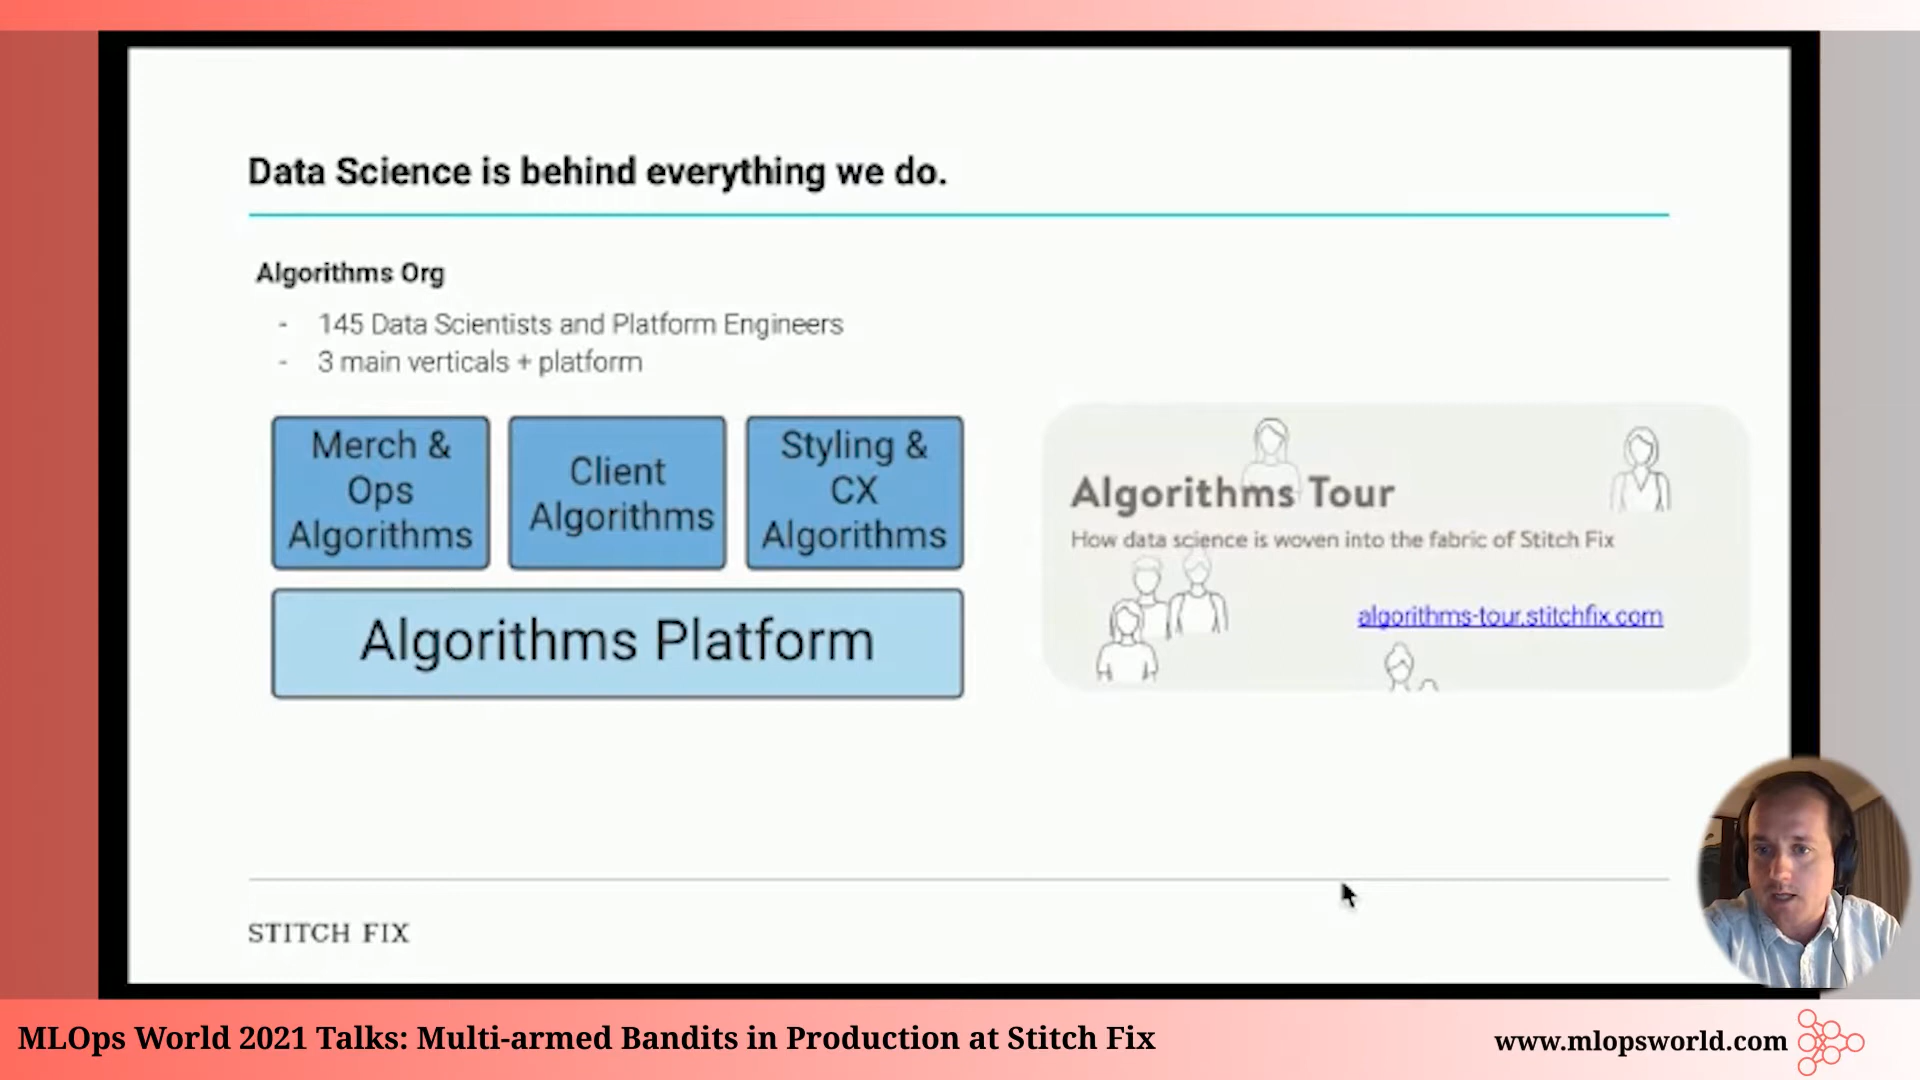 Data Science is behind everything we do.
Algorithms Org
- 145 Data Scientists and Platform Engineers
- 3 main verticals + platform
Merch &
Ops
Algorithms
Client
Algorithms
Styling &
CX
Algorithms
Algorithms Platform
Algorithms Tour
How data science is woven into the fabric of Stitch Fix
algorithms-tour.stitchfix.com
STITCH FIX
MLOps World 2021 Talks: Multi-armed Bandits in Production at Stitch Fix
www.mlopsworld.com